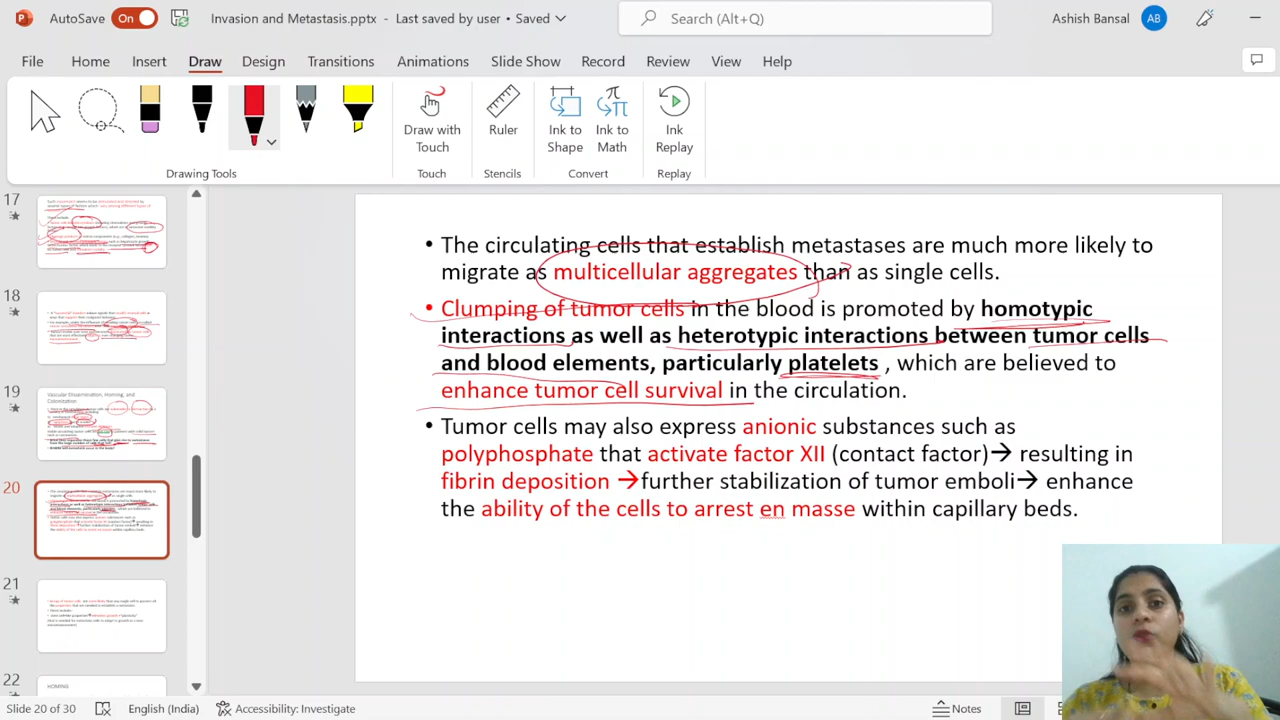 AutoSave On Invasion and Metastasis.pptx - Last saved by user • Saved Search (Alt+Q) Ashish Bansal AB
File Home Insert Draw Design Transitions Animations Slide Show Record Review View Help
Draw with Touch
Ruler
Ink to Shape
Ink to Math
Ink Replay
Drawing Tools Touch Stencils Convert Replay
17
18
19
Vascular Dissemination, Homing, and Colonization
20
21
22
HOMING
• The circulating cells that establish metastases are much more likely to
migrate as multicellular aggregates than as single cells.
• Clumping of tumor cells in the blood is promoted by homotypic
interactions as well as heterotypic interactions between tumor cells
and blood elements, particularly platelets , which are believed to
enhance tumor cell survival in the circulation.
• Tumor cells may also express anionic substances such as
polyphosphate that activate factor XII (contact factor)→ resulting in
fibrin deposition →further stabilization of tumor emboli→ enhance
the ability of the cells to arrest en masse within capillary beds.
Slide 20 of 30 English (India) Accessibility: Investigate Notes